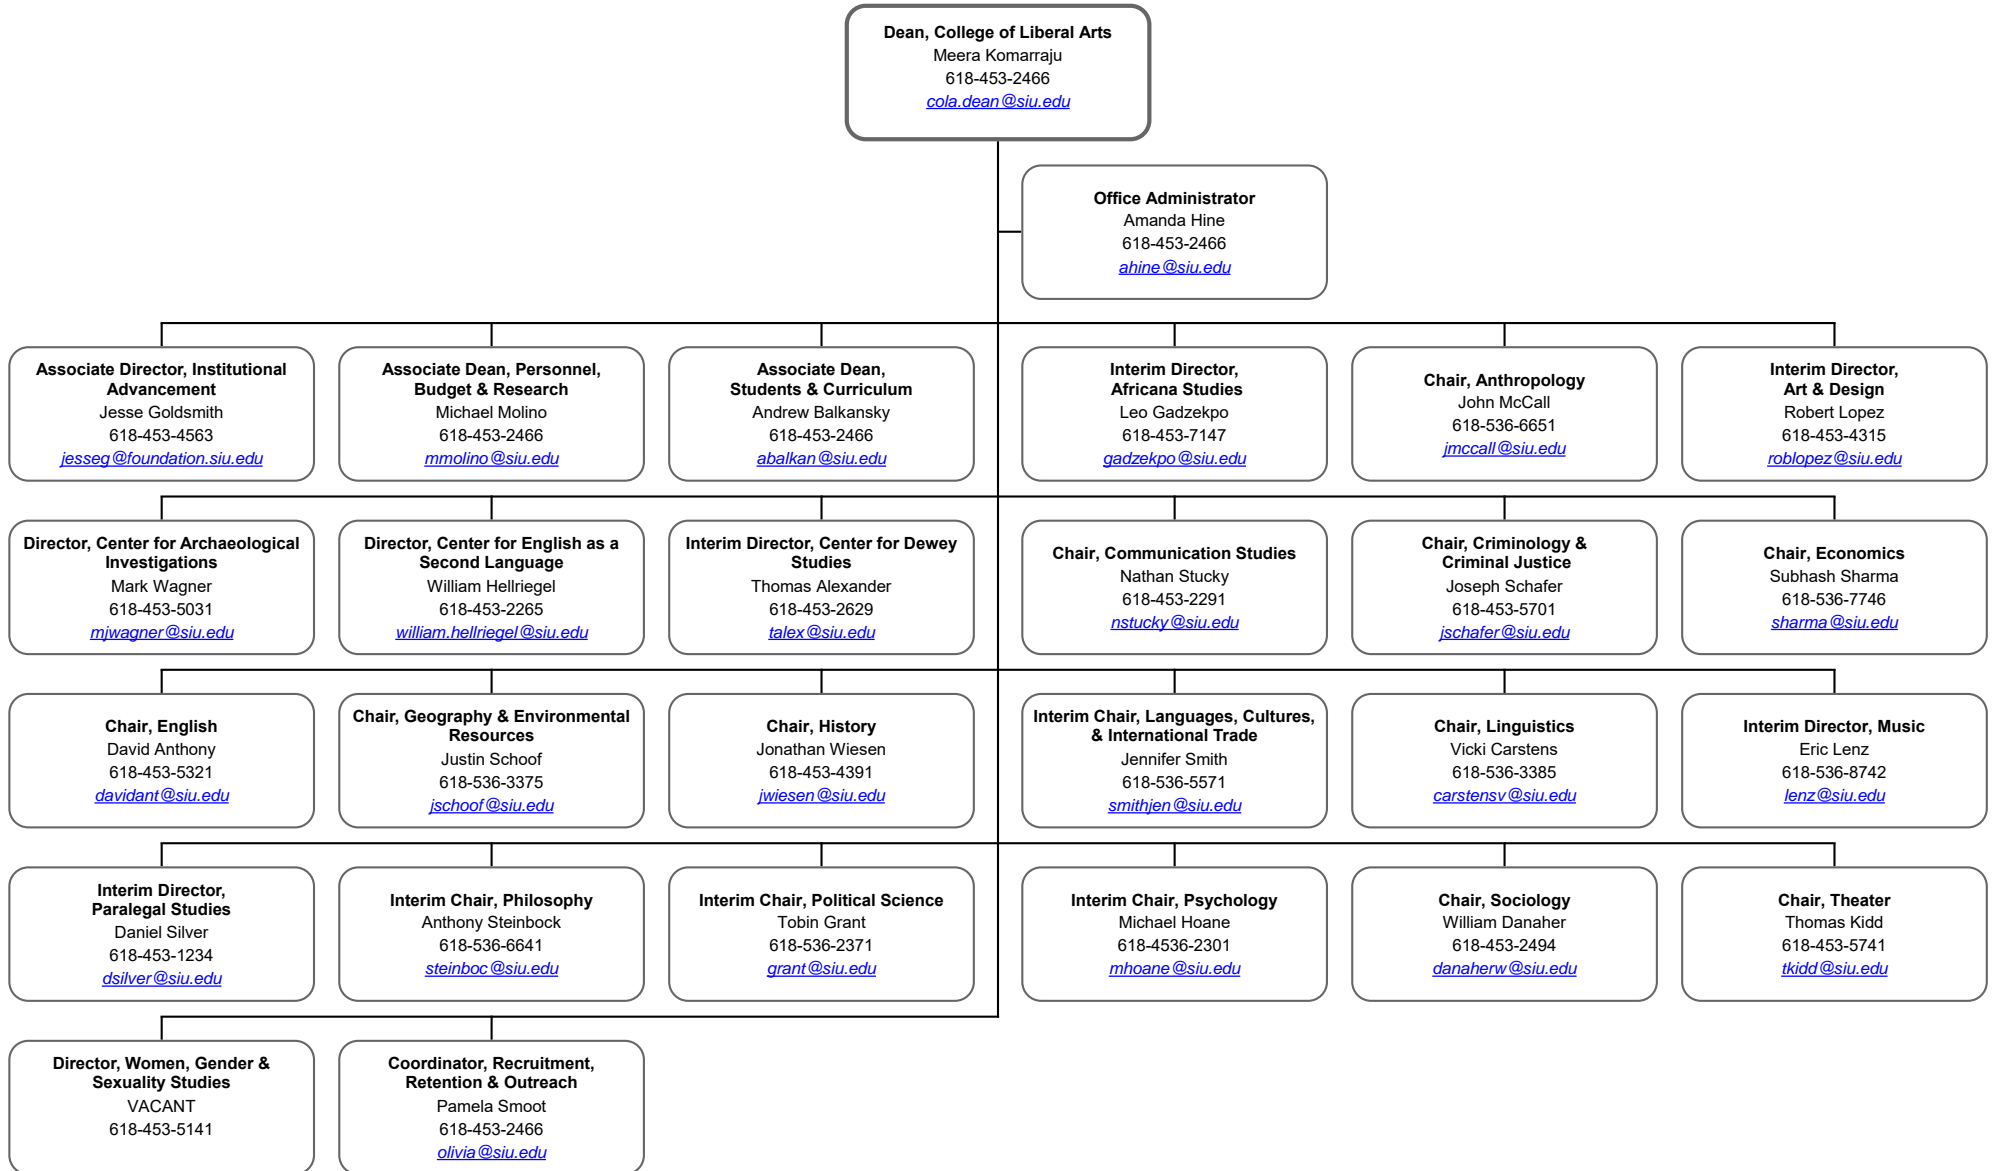 Dean, College of Liberal Arts
Meera Komarraju
618-453-2466
cola.dean@siu.edu
Office Administrator
Amanda Hine
618-453-2466
ahine@siu.edu
Associate Director, Institutional
Advancement
Jesse Goldsmith
618-453-4563
jesseg@foundation.siu.edu
Associate Dean, Personnel,
Budget & Research
Michael Molino
618-453-2466
mmolino@siu.edu
Associate Dean,
Students & Curriculum
Andrew Balkansky
618-453-2466
abalkan@siu.edu
Interim Director,
Africana Studies
Leo Gadzekpo
618-453-7147
gadzekpo@siu.edu
Chair, Anthropology
John McCall
618-536-6651
jmccall@siu.edu
Interim Director,
Art & Design
Robert Lopez
618-453-4315
roblopez@siu.edu
Director, Center for Archaeological
Investigations
Mark Wagner
618-453-5031
mjwagner@siu.edu
Director, Center for English as a
Second Language
William Hellriegel
618-453-2265
william.hellriegel@siu.edu
Interim Director, Center for Dewey
Studies
Thomas Alexander
618-453-2629
talex@siu.edu
Chair, Communication Studies
Nathan Stucky
618-453-2291
nstucky@siu.edu
Chair, Criminology &
Criminal Justice
Joseph Schafer
618-453-5701
jschafer@siu.edu
Chair, Economics
Subhash Sharma
618-536-7746
sharma@siu.edu
Chair, English
David Anthony
618-453-5321
davidant@siu.edu
Chair, Geography & Environmental
Resources
Justin Schoof
618-536-3375
jschoof@siu.edu
Chair, History
Jonathan Wiesen
618-453-4391
jwiesen@siu.edu
Interim Chair, Languages, Cultures,
& International Trade
Jennifer Smith
618-536-5571
smithjen@siu.edu
Chair, Linguistics
Vicki Carstens
618-536-3385
carstensv@siu.edu
Interim Director, Music
Eric Lenz
618-536-8742
lenz@siu.edu
Interim Director,
Paralegal Studies
Daniel Silver
618-453-1234
dsilver@siu.edu
Interim Chair, Philosophy
Anthony Steinbock
618-536-6641
steinboc@siu.edu
Interim Chair, Political Science
Tobin Grant
618-536-2371
grant@siu.edu
Interim Chair, Psychology
Michael Hoane
618-4536-2301
mhoane@siu.edu
Chair, Sociology
William Danaher
618-453-2494
danaherw@siu.edu
Chair, Theater
Thomas Kidd
618-453-5741
tkidd@siu.edu
Director, Women, Gender &
Sexuality Studies
VACANT
618-453-5141
Coordinator, Recruitment,
Retention & Outreach
Pamela Smoot
618-453-2466
olivia@siu.edu